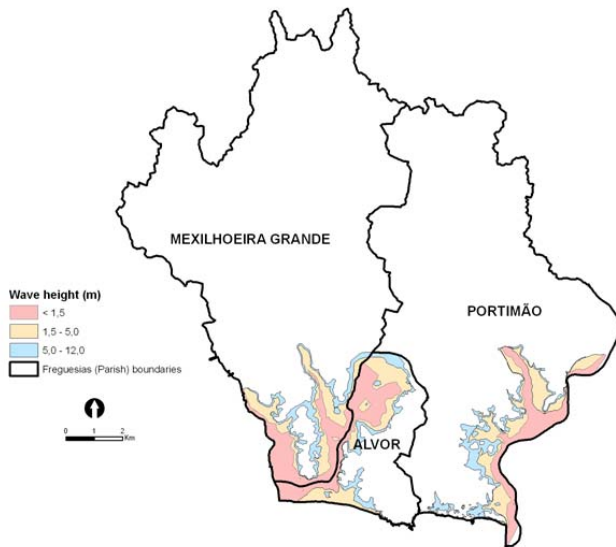 MEXILHOEIRA GRANDE
PORTIMÃO
ALVOR
Wave height (m)
< 1,5
1,5 - 5,0
5,0 - 12,0
Freguesias (Parish) boundaries
0 1 2
Km